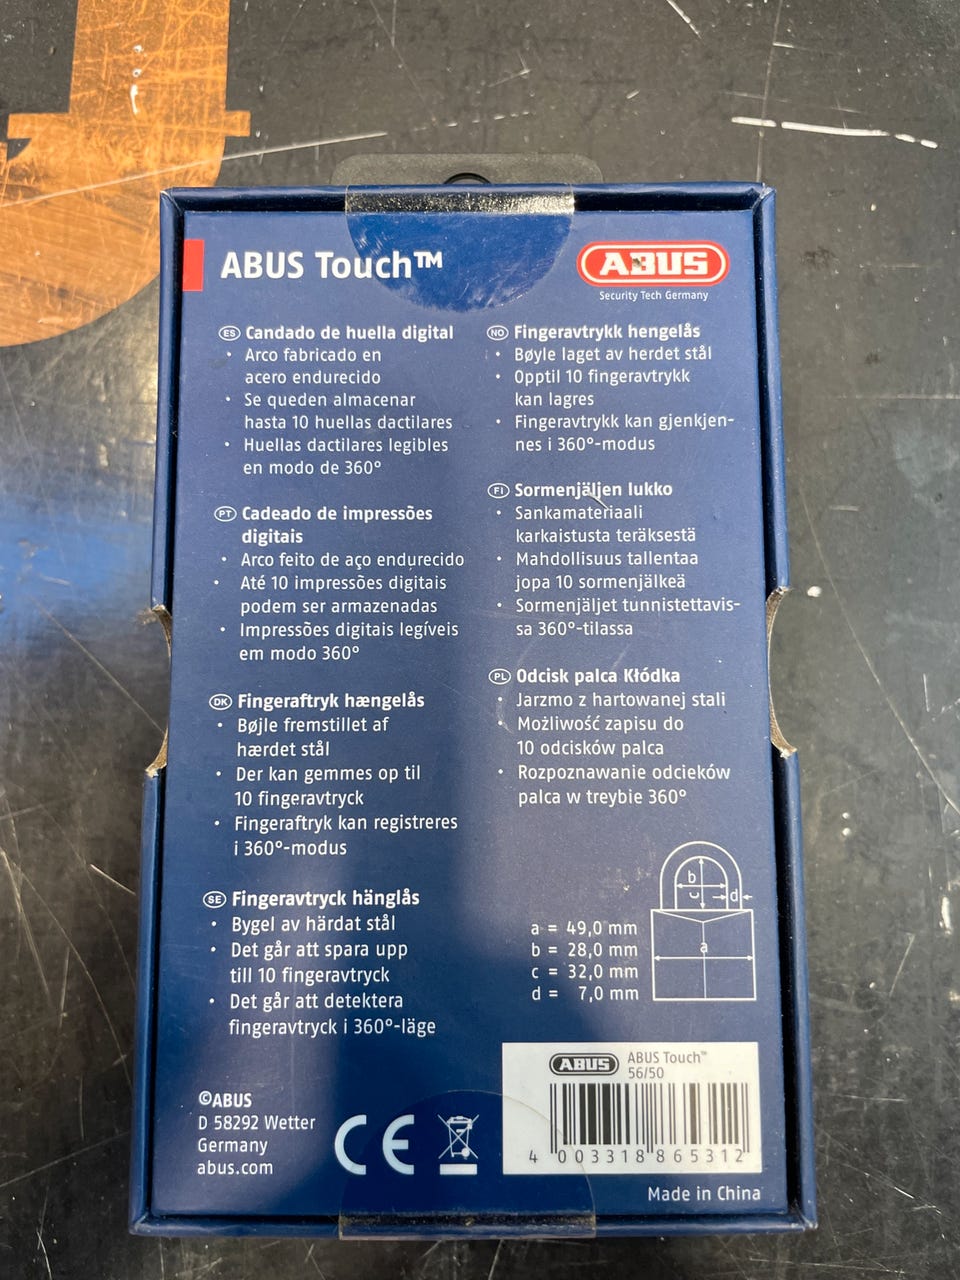 ABUS Touch™
ABUS
Security Tech Germany
ES Candado de huella digital
• Arco fabricado en
acero endurecido
• Se queden almacenar
hasta 10 huellas dactilares
• Huellas dactilares legibles
en modo de 360°
PT Cadeado de impressões
digitais
• Arco feito de aço endurecido
• Até 10 impressões digitais
podem ser armazenadas
• Impressões digitais legíveis
em modo 360°
DK Fingeraftryk hængelås
• Bøjle fremstillet af
hærdet stål
• Der kan gemmes op til
10 fingeravtryck
• Fingeraftryk kan registreres
i 360°-modus
SE Fingeravtryck hänglås
• Bygel av härdat stål
• Det går att spara upp
till 10 fingeravtryck
• Det går att detektera
fingeravtryck i 360°-läge
NO Fingeravtrykk hengelås
• Bøyle laget av herdet stål
• Opptil 10 fingeravtrykk
kan lagres
• Fingeravtrykk kan gjenkjen-
nes i 360°-modus
FI Sormenjäljen lukko
• Sankamateriaali
karkaistusta teräksestä
• Mahdollisuus tallentaa
jopa 10 sormenjälkeä
• Sormenjäljet tunnistettavis-
sa 360°-tilassa
PL Odcisk palca Kłódka
• Jarzmo z hartowanej stali
• Możliwość zapisu do
10 odcisków palca
• Rozpoznawanie odcieków
palca w treybie 360°
b
c
d
a
a = 49,0 mm
b = 28,0 mm
c = 32,0 mm
d = 7,0 mm
©ABUS
D 58292 Wetter
Germany
abus.com
CE
ABUS
ABUS Touch™
56/50
4 003318 865312
Made in China